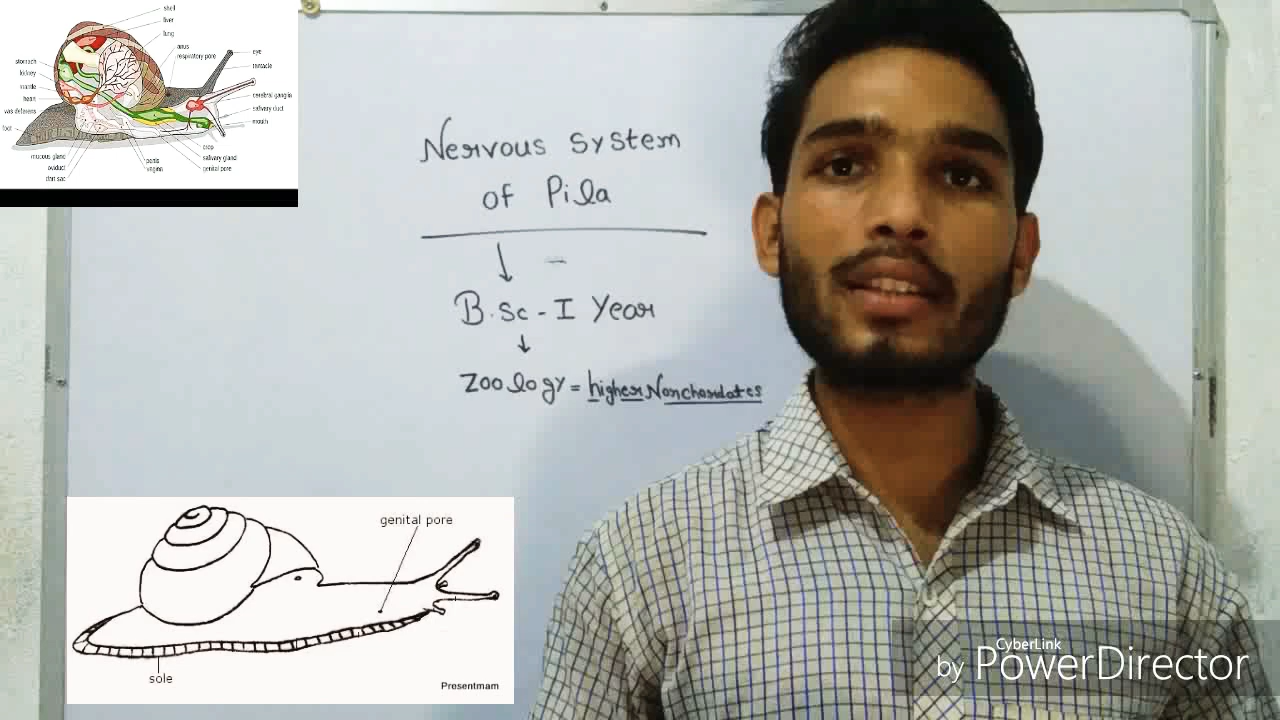 shell
liver
lung
anus
respiratory pore
eye
stomach
tentacle
kidney
mantle
cerebral ganglia
heart
salivary duct
vas deferens
mouth
foot
crop
mucous gland
penis
salivary gland
oviduct
vagina
genital pore
dart sac
Nervous System
of Pila
B.Sc - I Year
Zoology = higher Nonchordates
genital pore
sole
Presentmam
CyberLink
by PowerDirector